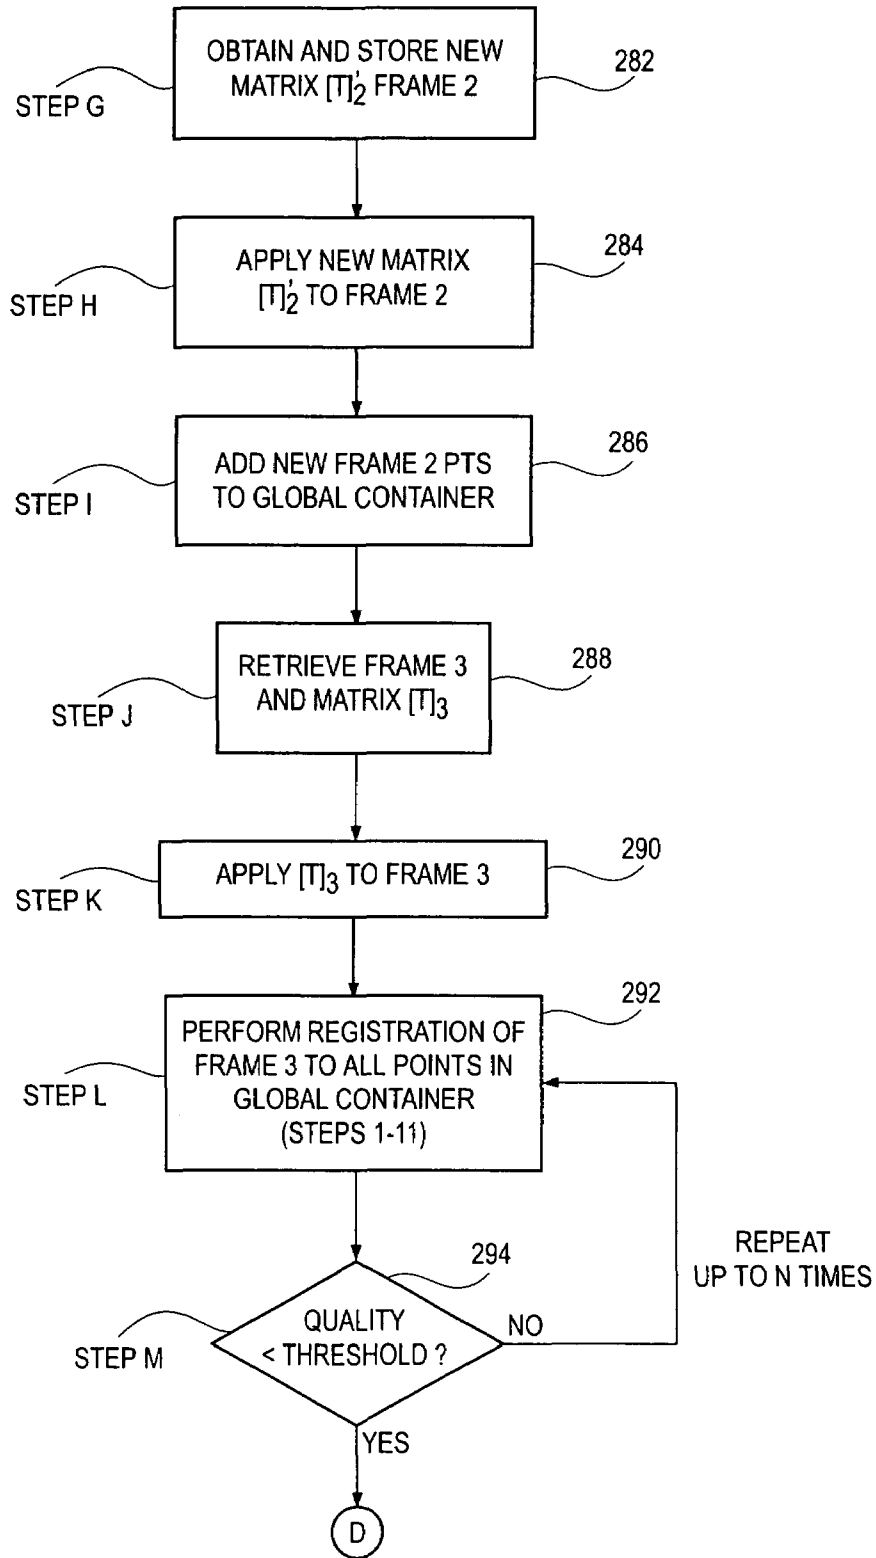 OBTAIN AND STORE NEW
MATRIX [T]'2 FRAME 2
282
STEP G
APPLY NEW MATRIX
[T]'2 TO FRAME 2
284
STEP H
ADD NEW FRAME 2 PTS
TO GLOBAL CONTAINER
286
STEP I
RETRIEVE FRAME 3
AND MATRIX [T]3
288
STEP J
APPLY [T]3 TO FRAME 3
290
STEP K
PERFORM REGISTRATION OF
FRAME 3 TO ALL POINTS IN
GLOBAL CONTAINER
(STEPS 1-11)
292
STEP L
QUALITY
< THRESHOLD ?
294
STEP M
NO
REPEAT
UP TO N TIMES
YES
D